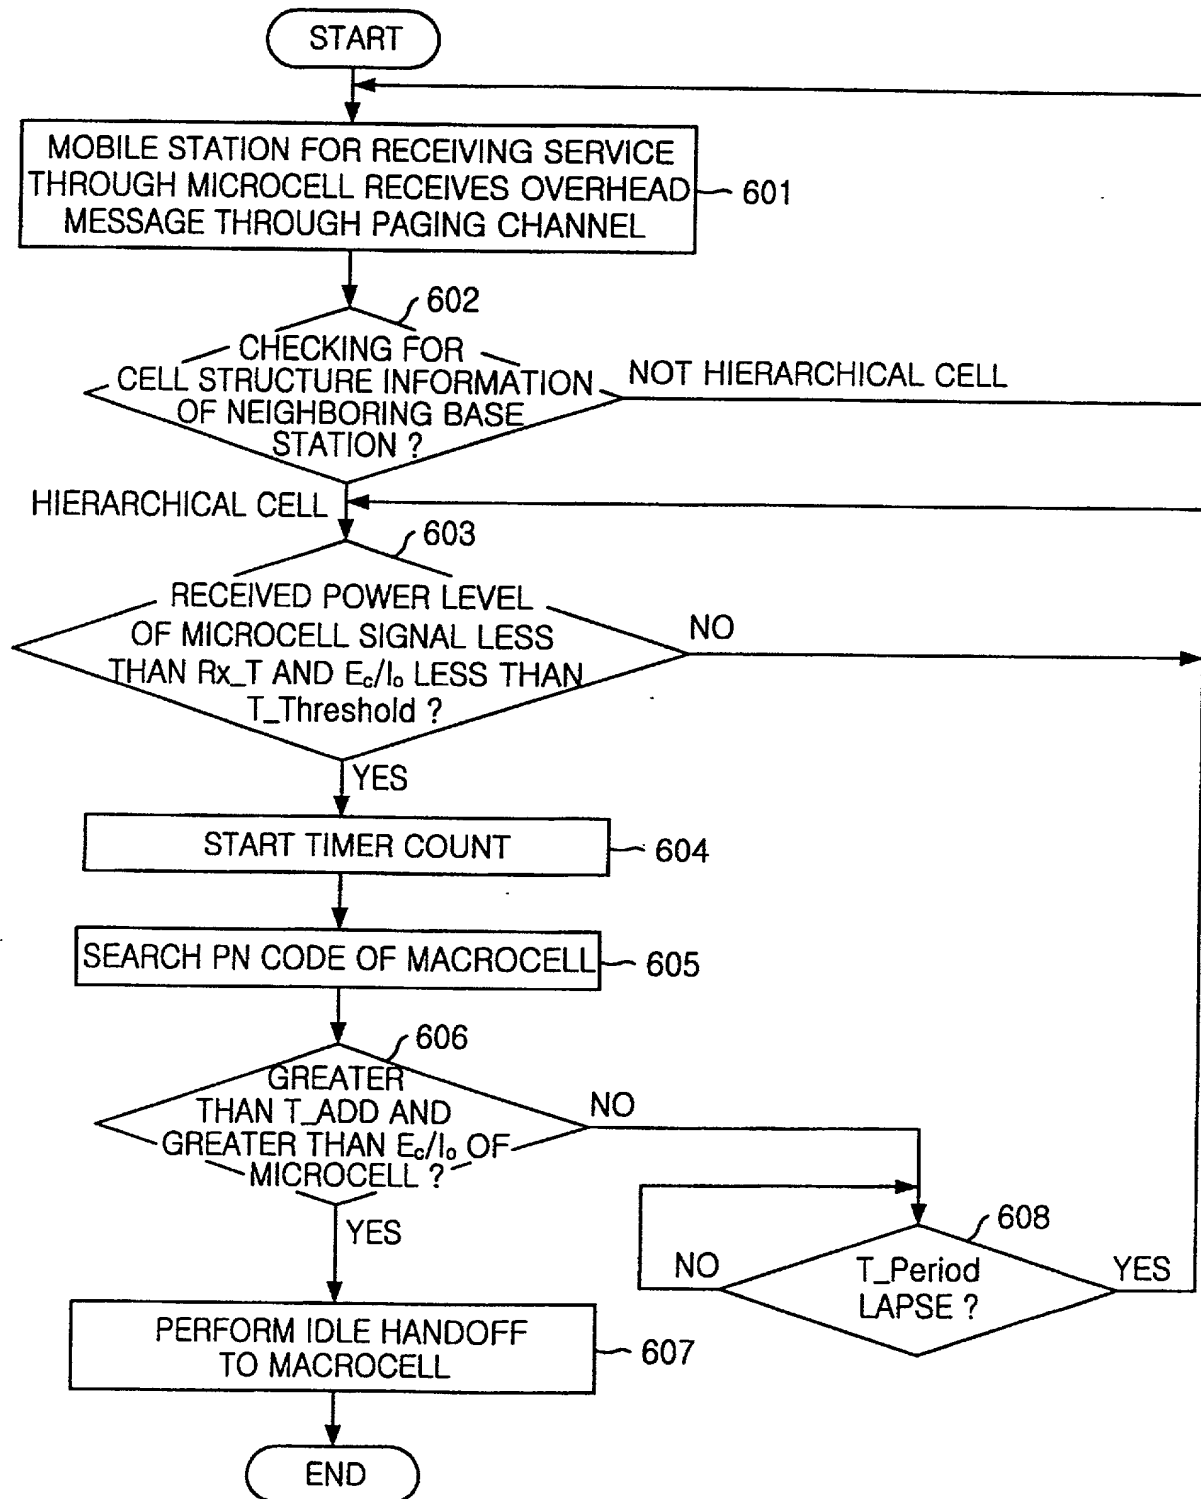 START
MOBILE STATION FOR RECEIVING SERVICE
THROUGH MICROCELL RECEIVES OVERHEAD
MESSAGE THROUGH PAGING CHANNEL
601
602
CHECKING FOR
CELL STRUCTURE INFORMATION
OF NEIGHBORING BASE
STATION ?
NOT HIERARCHICAL CELL
HIERARCHICAL CELL
603
RECEIVED POWER LEVEL
OF MICROCELL SIGNAL LESS
THAN Rx_T AND Ec/Io LESS THAN
T_Threshold ?
NO
YES
START TIMER COUNT
604
SEARCH PN CODE OF MACROCELL
605
606
GREATER
THAN T_ADD AND
GREATER THAN Ec/Io OF
MICROCELL ?
NO
YES
608
T_Period
LAPSE ?
NO
YES
PERFORM IDLE HANDOFF
TO MACROCELL
607
END